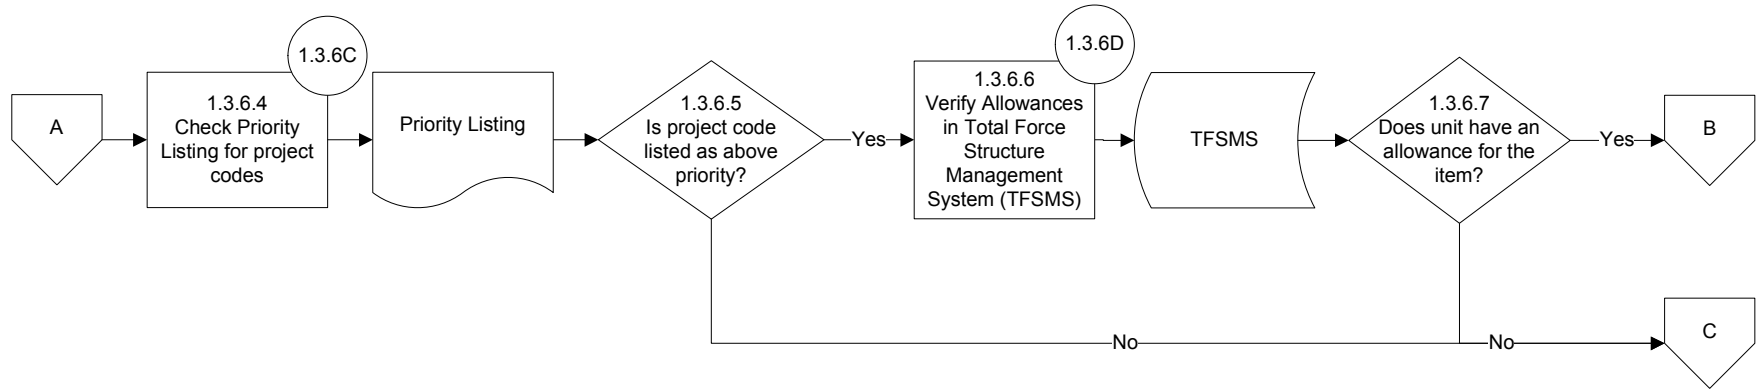 A
1.3.6C
1.3.6.4
Check Priority
Listing for project
codes
Priority Listing
1.3.6.5
Is project code
listed as above
priority?
Yes
1.3.6D
1.3.6.6
Verify Allowances
in Total Force
Structure
Management
System (TFSMS)
TFSMS
1.3.6.7
Does unit have an
allowance for the
item?
Yes
B
No
No
C